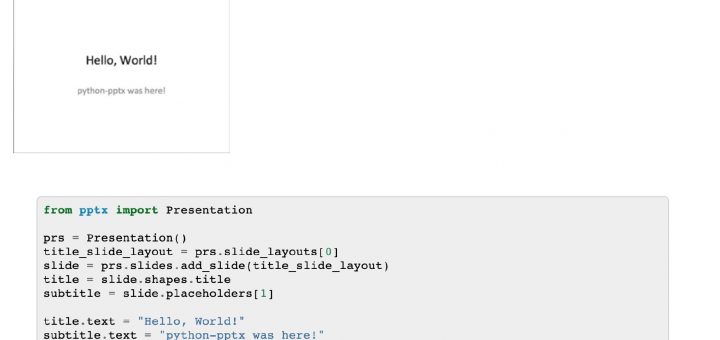 Hello, World!
python-pptx was here!
from pptx import Presentation
prs = Presentation()
title_slide_layout = prs.slide_layouts[0]
slide = prs.slides.add_slide(title_slide_layout)
title = slide.shapes.title
subtitle = slide.placeholders[1]
title.text = "Hello, World!"
subtitle.text = "python-pptx was here!"